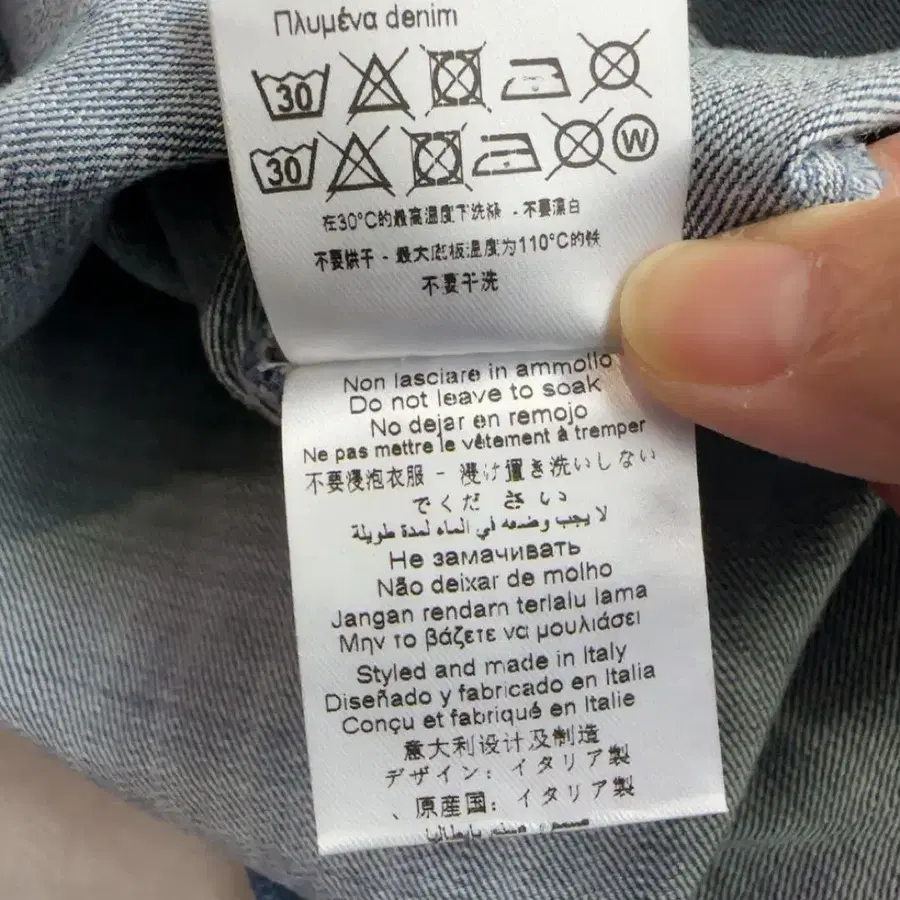 Πλυμένα denim
30
30 W
在30°C的最高温度下洗涤 - 不要漂白
不要烘干 - 最大底板温度为110°C的铁
不要干洗
Non lasciare in ammollo
Do not leave to soak
No dejar en remojo
Ne pas mettre le vêtement à tremper
不要浸泡衣服 - 浸け置き洗いしない
でくだ さい
لا يجب وضعه في الماء لمدة طويلة
Не замачивать
Não deixar de molho
Jangan rendam terlalu lama
Μην το βάζετε να μουλιάσει
Styled and made in Italy
Diseñado y fabricado en Italia
Conçu et fabriqué en Italie
意大利设计及制造
デザイン: イタリア製
、原産国: イタリア製